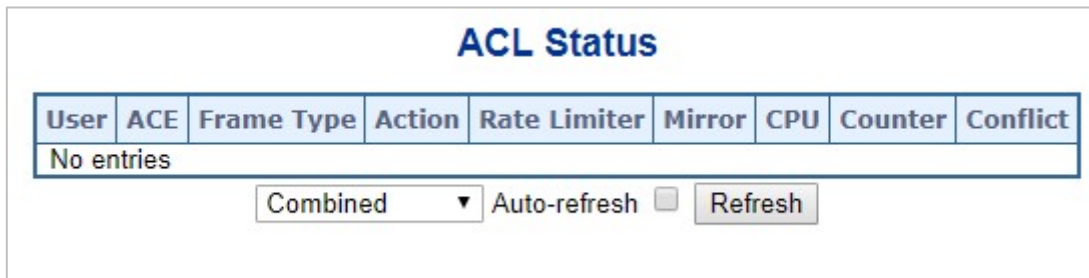 ACL Status
User ACE Frame Type Action Rate Limiter Mirror CPU Counter Conflict
No entries
Combined Auto-refresh Refresh